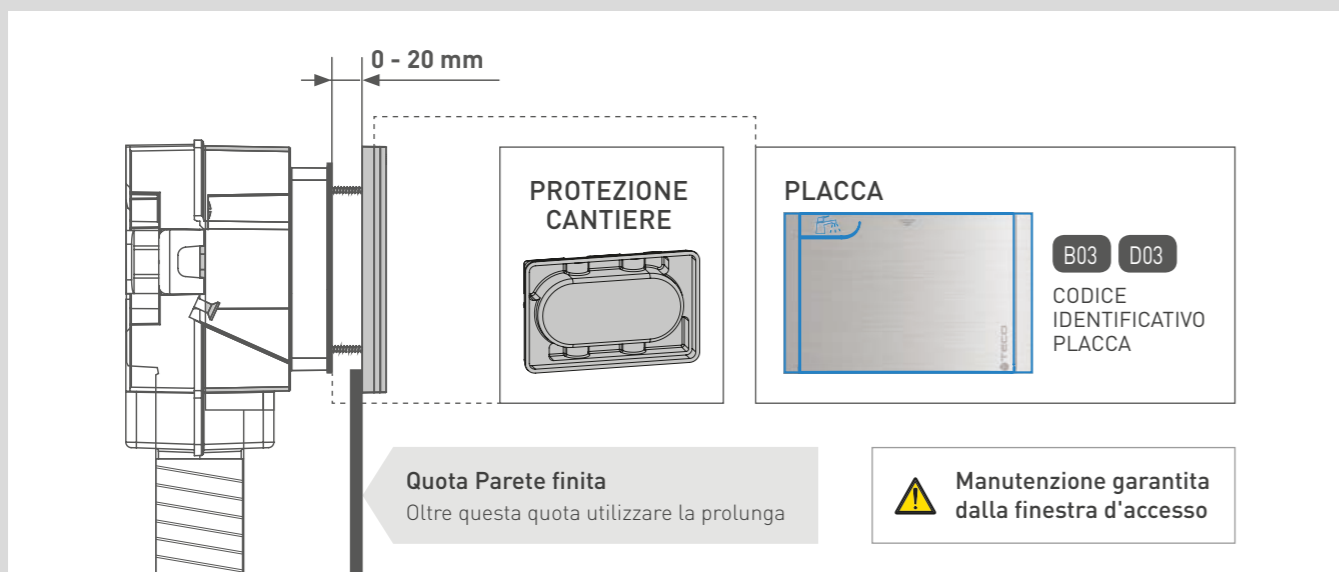 0 - 20 mm
PROTEZIONE
CANTIERE
PLACCA
TECO
B03 D03
CODICE
IDENTIFICATIVO
PLACCA
Quota Parete finita
Oltre questa quota utilizzare la prolunga
Manutenzione garantita
dalla finestra d'accesso